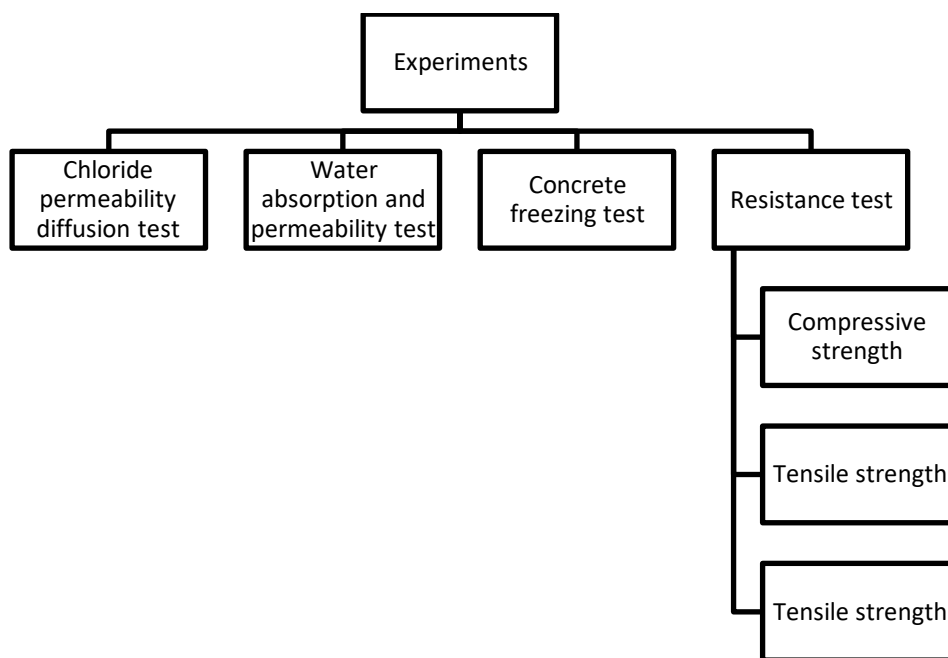 Experiments
Chloride
permeability
diffusion test
Water
absorption and
permeability test
Concrete
freezing test
Resistance test
Compressive
strength
Tensile strength
Tensile strength